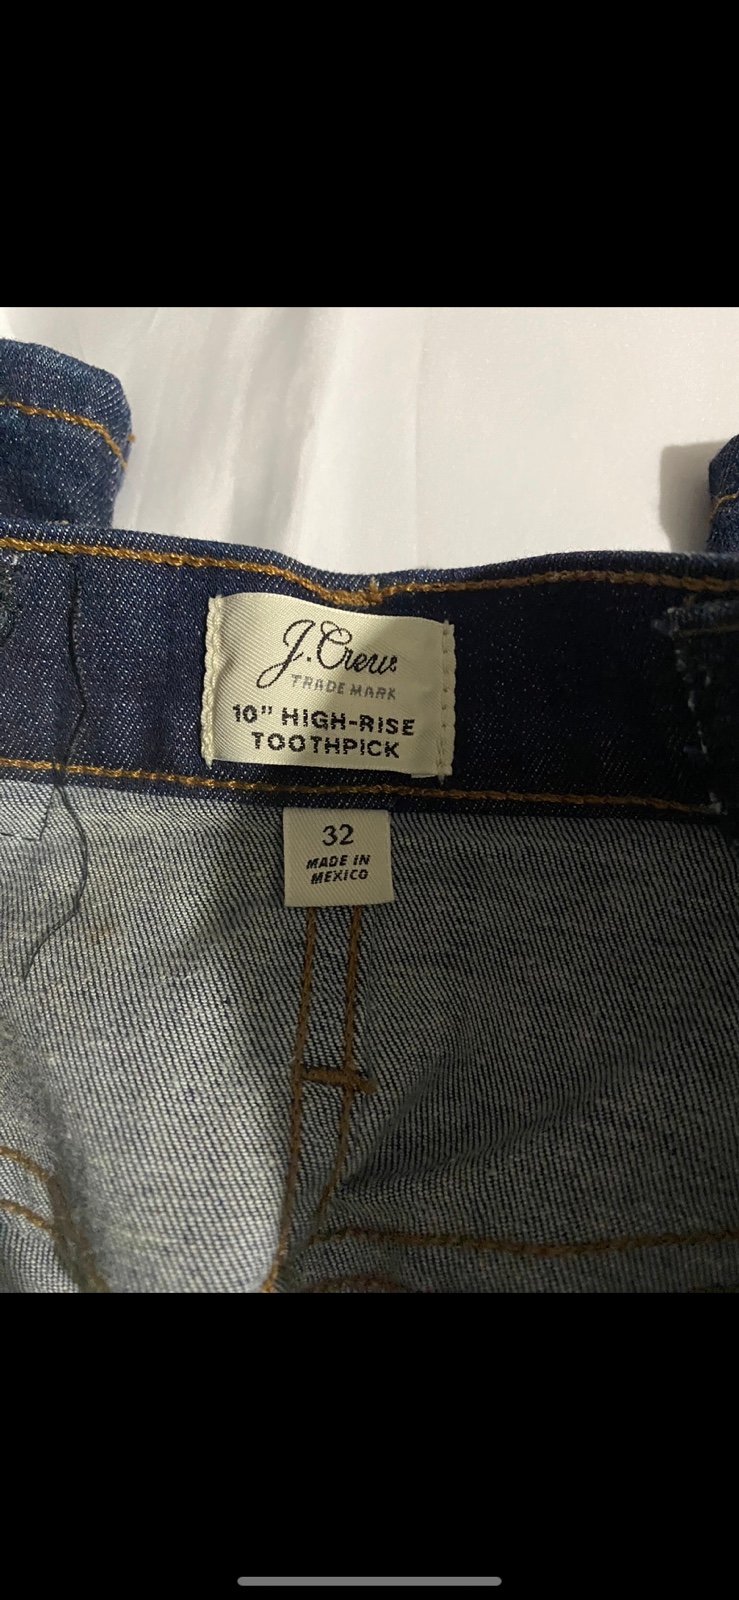 J.Crew
TRADE MARK
10" HIGH-RISE
TOOTHPICK
32
MADE IN
MEXICO